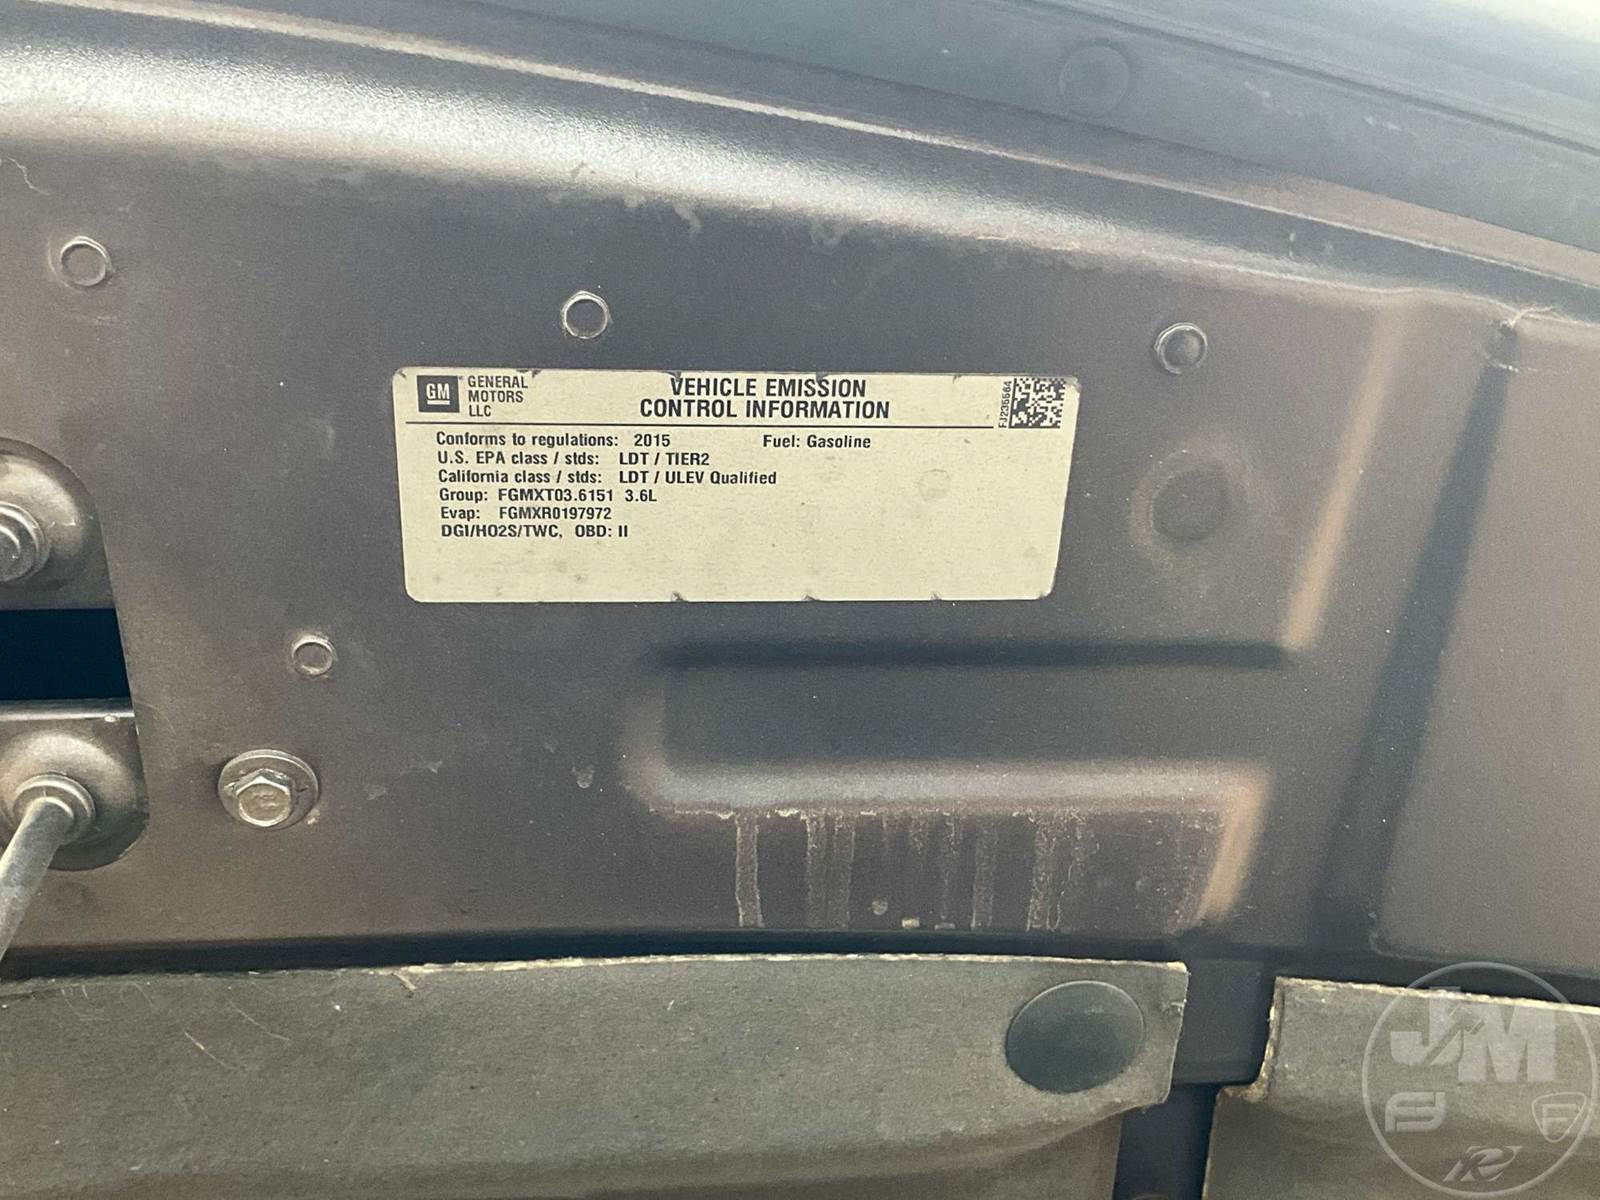 GM GENERAL
MOTORS
LLC
VEHICLE EMISSION
CONTROL INFORMATION
FJ235564
Conforms to regulations: 2015 Fuel: Gasoline
U.S. EPA class / stds: LDT / TIER2
California class / stds: LDT / ULEV Qualified
Group: FGMXT03.6151 3.6L
Evap: FGMXR0197972
DGI/HO2S/TWC, OBD: II
J/M